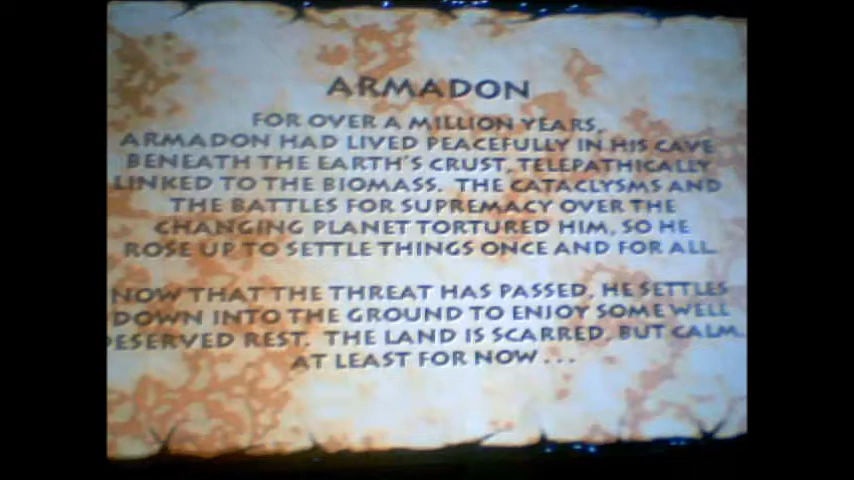 ARMADON
FOR OVER A MILLION YEARS,
ARMADON HAD LIVED PEACEFULLY IN HIS CAVE
BENEATH THE EARTH'S CRUST, TELEPATHICALLY
LINKED TO THE BIOMASS. THE CATACLYSMS AND
THE BATTLES FOR SUPREMACY OVER THE
CHANGING PLANET TORTURED HIM, SO HE
ROSE UP TO SETTLE THINGS ONCE AND FOR ALL.
NOW THAT THE THREAT HAS PASSED, HE SETTLES
DOWN INTO THE GROUND TO ENJOY SOME WELL
DESERVED REST. THE LAND IS SCARRED, BUT CALM.
AT LEAST FOR NOW . . .